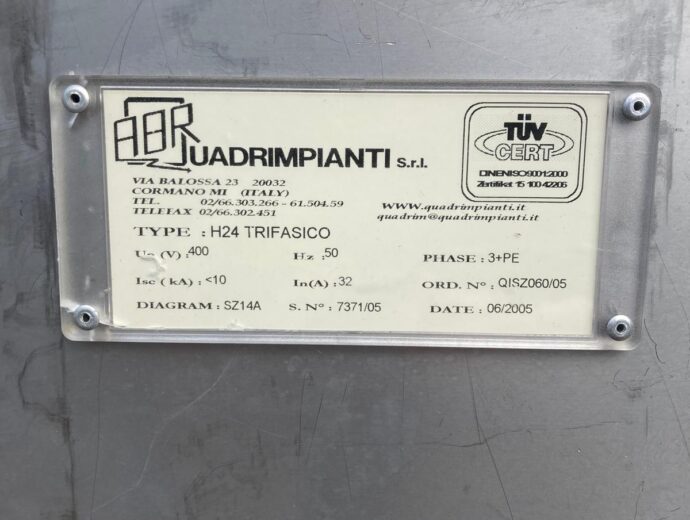 QUADRIMPIANTI S.r.l.
VIA BALOSSA 23 20032
CORMANO MI (ITALY)
TEL. 02/66.303.266 - 61.504.59
TELEFAX 02/66.302.451
TÜV
CERT
DIN EN ISO 9001:2000
Zertifikat 15 100 42206
www.quadrimpianti.it
quadrim@quadrimpianti.it
TYPE : H24 TRIFASICO
(V) : 400 Hz : 50 PHASE : 3+PE
Isc ( kA ) : <10 In(A) : 32 ORD. N° : QISZ060/05
DIAGRAM : SZ14A S. N° : 7371/05 DATE : 06/2005